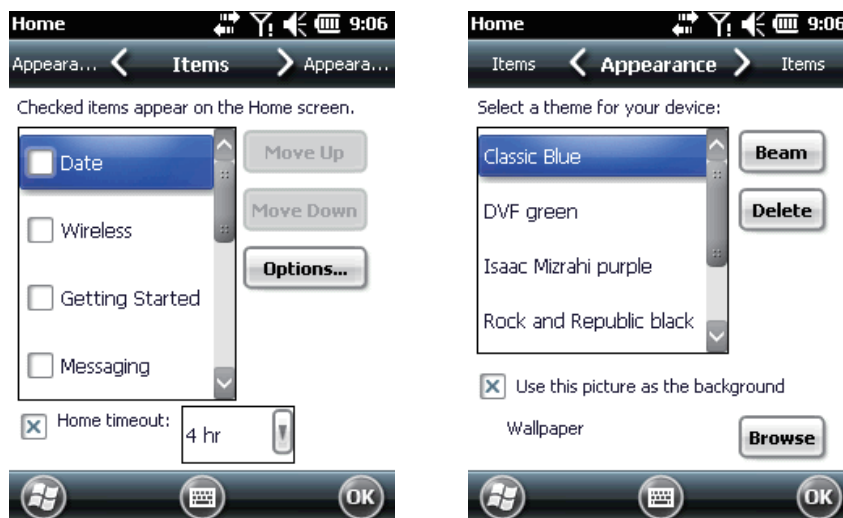 Home 9:06
Appeara... Items Appeara...
Checked items appear on the Home screen.
Date
Move Up
Wireless
Move Down
Getting Started
Options...
Messaging
Home timeout: 4 hr
OK
Home 9:06
Items Appearance Items
Select a theme for your device:
Classic Blue
Beam
DVF green
Delete
Isaac Mizrahi purple
Rock and Republic black
Use this picture as the background
Wallpaper
Browse
OK